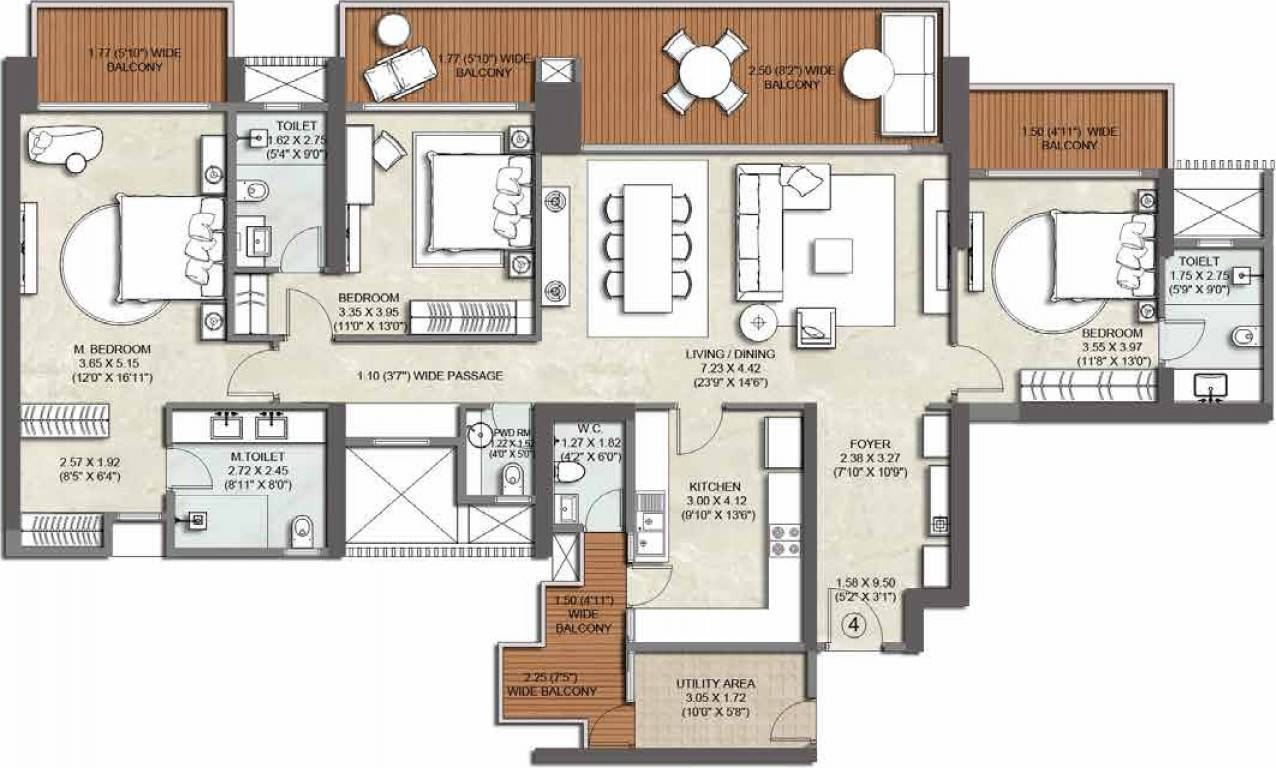 1.77 (5'10") WIDE
BALCONY
1.77 (5'10") WIDE
BALCONY
2.50 (8'2") WIDE
BALCONY
1.50 (4'11") WIDE
BALCONY
TOILET
1.62 X 2.75
(5'4" X 9'0")
BEDROOM
3.35 X 3.95
(11'0" X 13'0")
M. BEDROOM
3.65 X 5.15
(12'0" X 16'11")
1.10 (3'7") WIDE PASSAGE
LIVING / DINING
7.23 X 4.42
(23'9" X 14'6")
BEDROOM
3.55 X 3.97
(11'8" X 13'0")
TOIELT
1.75 X 2.75
(5'9" X 9'0")
2.57 X 1.92
(8'5" X 6'4")
M.TOILET
2.72 X 2.45
(8'11" X 8'0")
PWD RM
1.22 X 1.52
(4'0" X 5'0")
W.C.
1.27 X 1.82
(4'2" X 6'0")
KITCHEN
3.00 X 4.12
(9'10" X 13'6")
FOYER
2.38 X 3.27
(7'10" X 10'9")
1.58 X 9.50
(5'2" X 3'1")
4
1.50 (4'11")
WIDE
BALCONY
2.25 (7'5")
WIDE BALCONY
UTILITY AREA
3.05 X 1.72
(10'0" X 5'8")